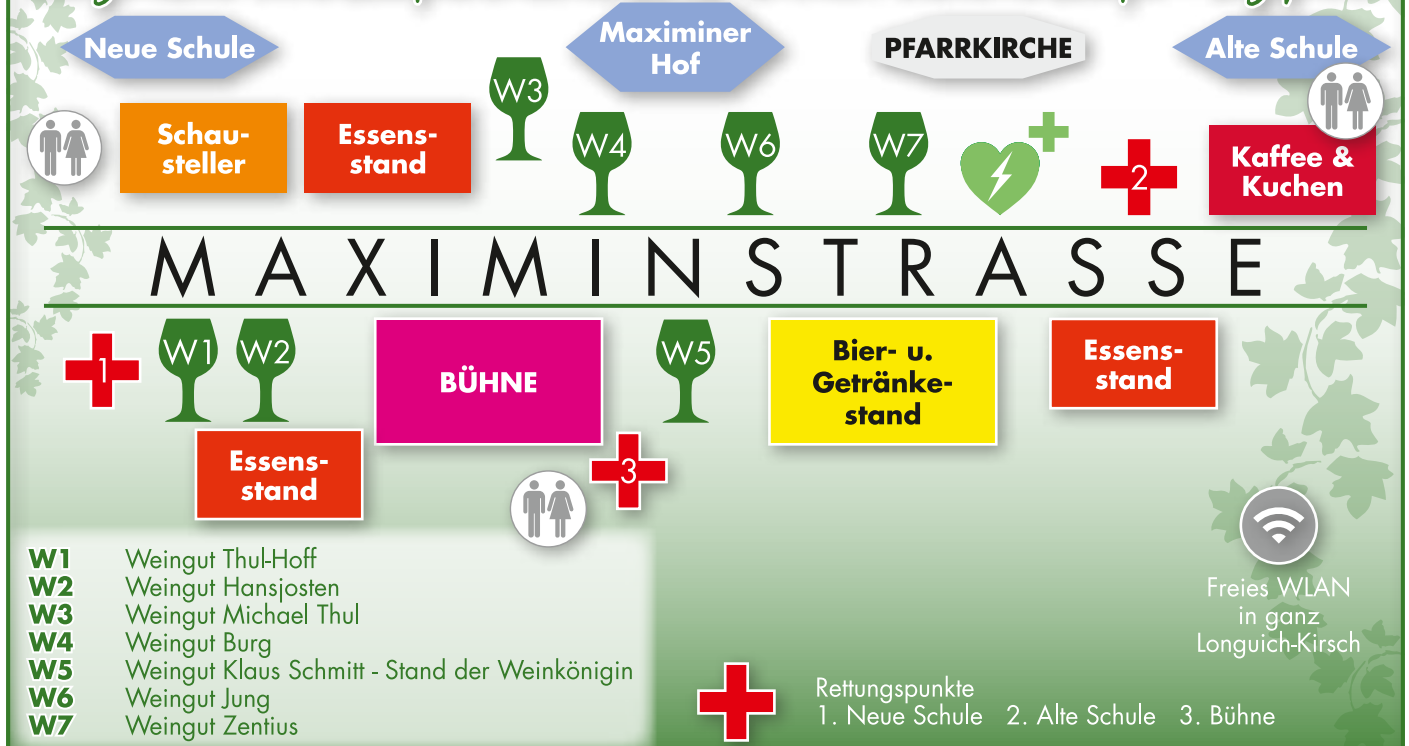 Neue Schule
Maximiner
Hof
PFARRKIRCHE
Alte Schule
W3
Schau-
steller
Essens-
stand
W4
W6
W7
2
Kaffee &
Kuchen
MAXIMINSTRASSE
1
W1
W2
BÜHNE
W5
Bier- u.
Getränke-
stand
Essens-
stand
Essens-
stand
3
W1 Weingut Thul-Hoff
W2 Weingut Hansjosten
W3 Weingut Michael Thul
W4 Weingut Burg
W5 Weingut Klaus Schmitt - Stand der Weinkönigin
W6 Weingut Jung
W7 Weingut Zentius
Freies WLAN
in ganz
Longuich-Kirsch
Rettungspunkte
1. Neue Schule 2. Alte Schule 3. Bühne